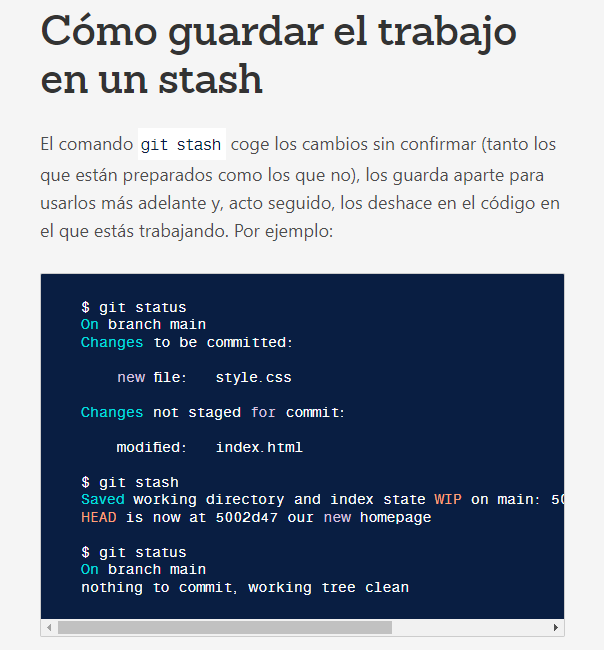 Cómo guardar el trabajo
en un stash
El comando git stash coge los cambios sin confirmar (tanto los
que están preparados como los que no), los guarda aparte para
usarlos más adelante y, acto seguido, los deshace en el código en
el que estás trabajando. Por ejemplo:
$ git status
On branch main
Changes to be committed:
new file: style.css
Changes not staged for commit:
modified: index.html
$ git stash
Saved working directory and index state WIP on main: 50
HEAD is now at 5002d47 our new homepage
$ git status
On branch main
nothing to commit, working tree clean